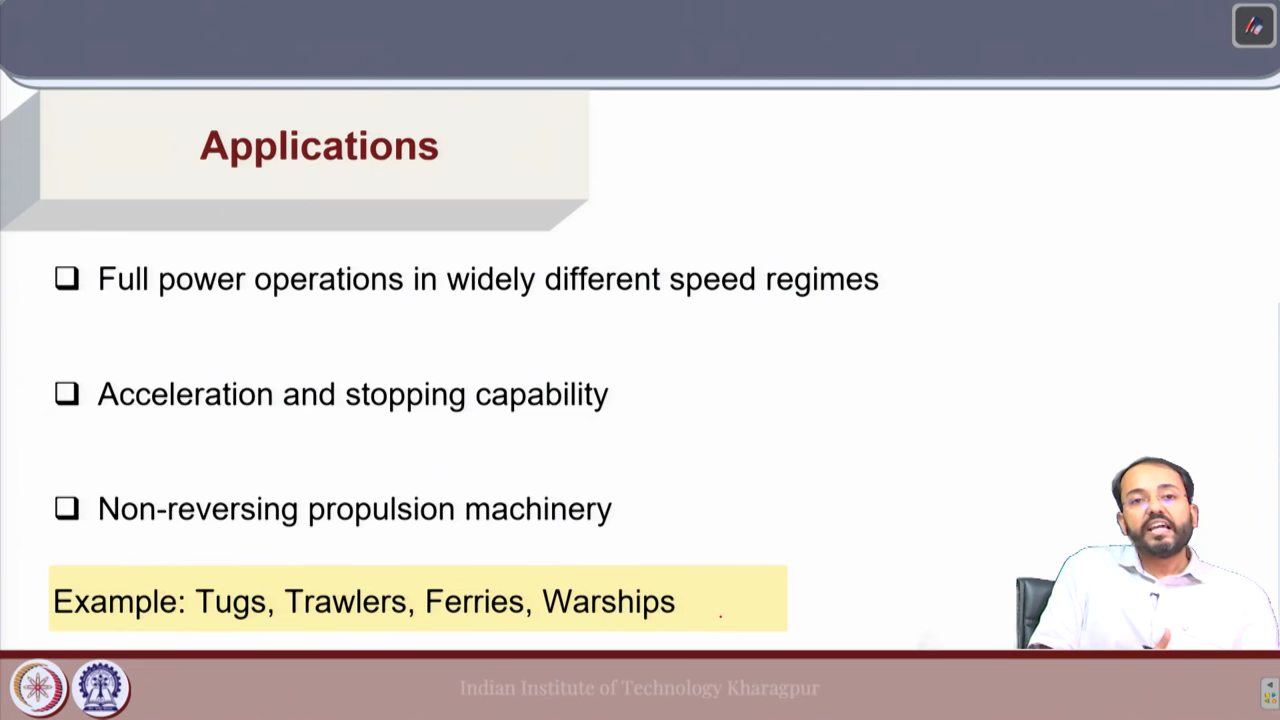 Applications
Full power operations in widely different speed regimes
Acceleration and stopping capability
Non-reversing propulsion machinery
Example: Tugs, Trawlers, Ferries, Warships
Indian Institute of Technology Kharagpur